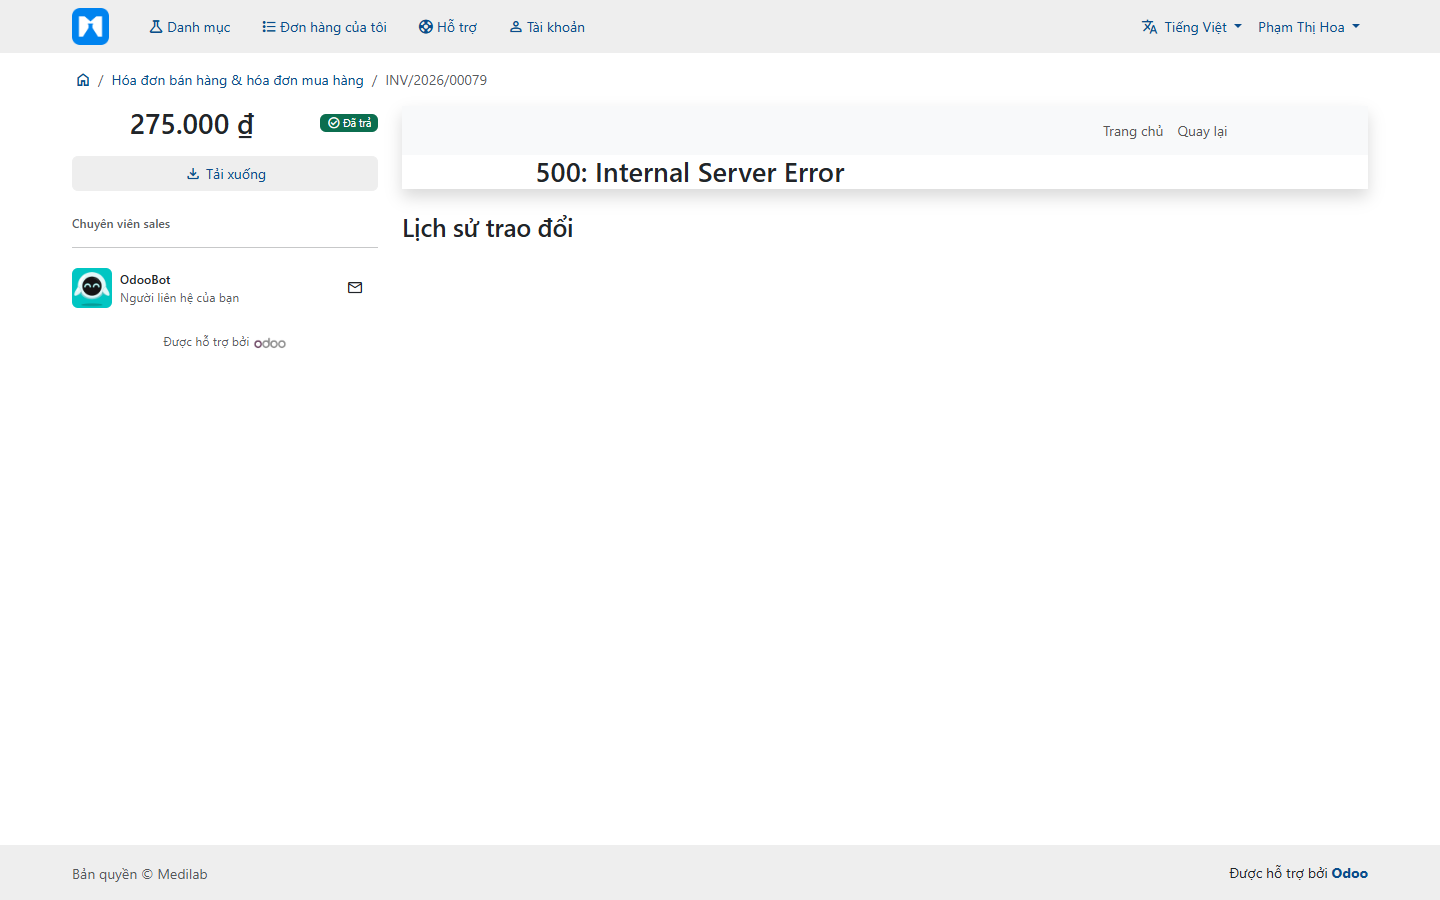 Danh mục
Đơn hàng của tôi
Hỗ trợ
Tài khoản
Tiếng Việt
Phạm Thị Hoa
/ Hóa đơn bán hàng & hóa đơn mua hàng / INV/2026/00079
275.000 ₫
Đã trả
Tải xuống
Chuyên viên sales
OdooBot
Người liên hệ của bạn
Được hỗ trợ bởi odoo
Trang chủ
Quay lại
500: Internal Server Error
Lịch sử trao đổi
Bản quyền © Medilab
Được hỗ trợ bởi Odoo